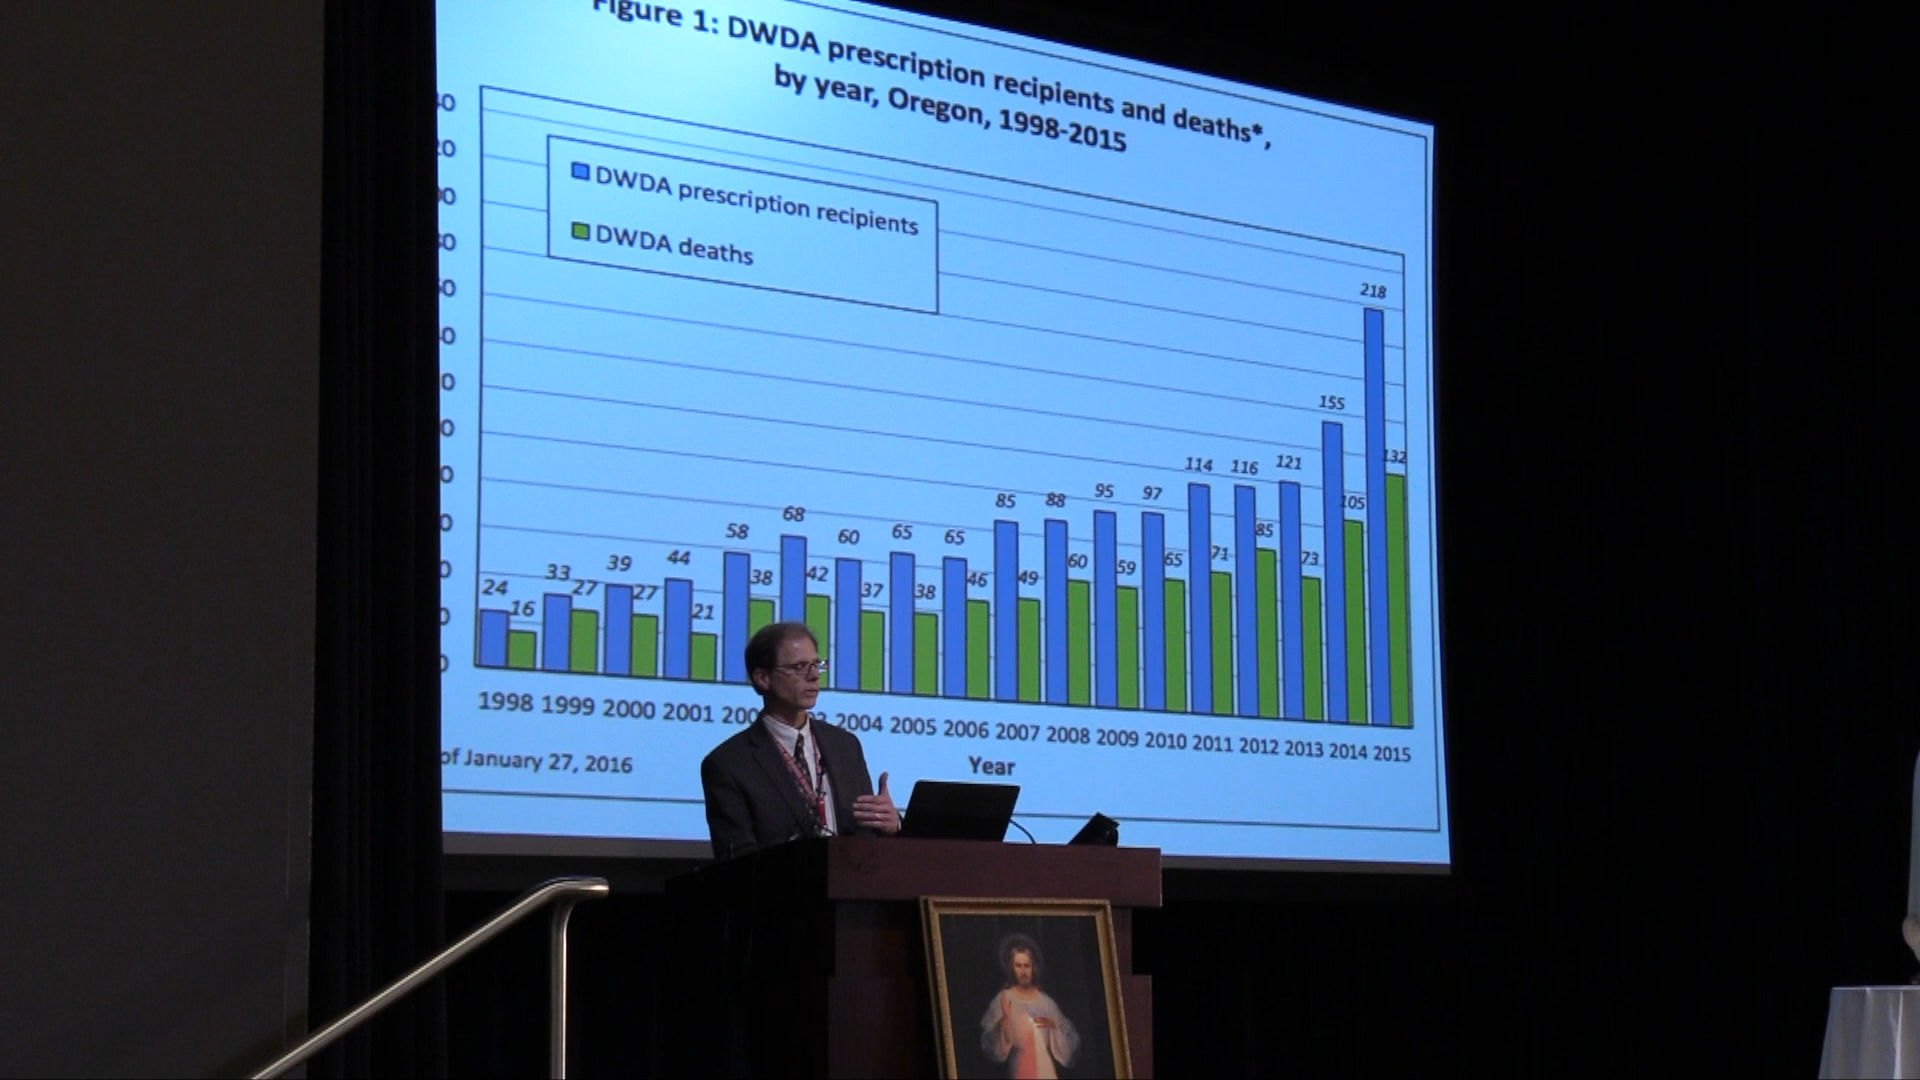 Figure 1: DWDA prescription recipients and deaths*,
by year, Oregon, 1998-2015
DWDA prescription recipients
DWDA deaths
24 16 33 27 39 27 44 21 58 38 68 42 60 37 65 38 65 46 85 49 88 60 95 59 97 65 114 71 116 85 121 73 155 105 218 132
1998 1999 2000 2001 2004 2005 2006 2007 2008 2009 2010 2011 2012 2013 2014 2015
Year
of January 27, 2016